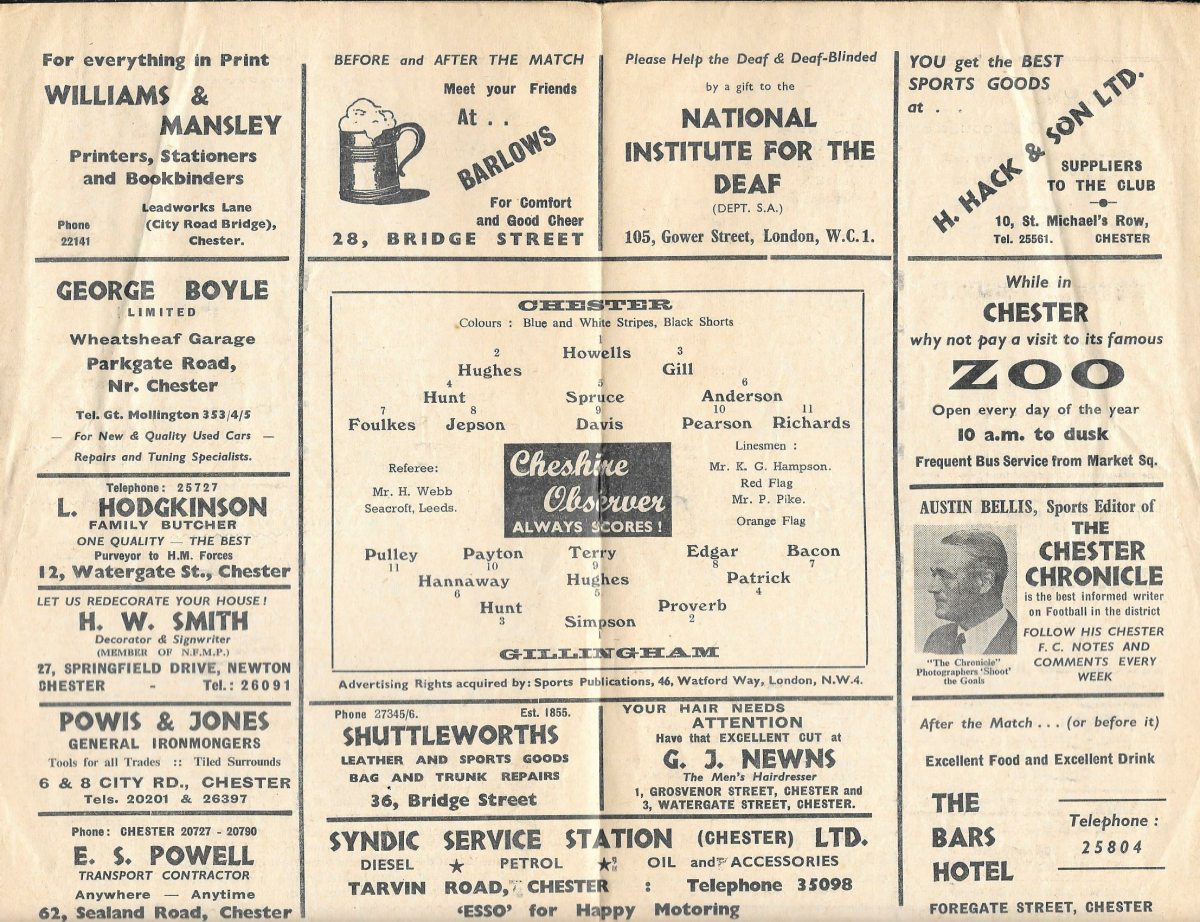 For everything in Print
WILLIAMS &
MANSLEY
Printers, Stationers
and Bookbinders
Leadworks Lane
Phone (City Road Bridge),
22141 Chester.
GEORGE BOYLE
LIMITED
Wheatsheaf Garage
Parkgate Road,
Nr. Chester
Tel. Gt. Mollington 353/4/5
— For New & Quality Used Cars —
Repairs and Tuning Specialists.
Telephone: 25727
L. HODGKINSON
FAMILY BUTCHER
ONE QUALITY — THE BEST
Purveyor to H.M. Forces
12, Watergate St., Chester
LET US REDECORATE YOUR HOUSE!
H. W. SMITH
Decorator & Signwriter
(MEMBER OF N.F.M.P.)
27, SPRINGFIELD DRIVE, NEWTON
CHESTER - Tel.: 26091
POWIS & JONES
GENERAL IRONMONGERS
Tools for all Trades :: Tiled Surrounds
6 & 8 CITY RD., CHESTER
Tels. 20201 & 26397
Phone: CHESTER 20727 - 20790
E. S. POWELL
TRANSPORT CONTRACTOR
Anywhere — Anytime
62, Sealand Road, Chester
BEFORE and AFTER THE MATCH
Meet your Friends
At . .
BARLOWS
For Comfort
and Good Cheer
28, BRIDGE STREET
Please Help the Deaf & Deaf-Blinded
by a gift to the
NATIONAL
INSTITUTE FOR THE
DEAF
(DEPT. S.A.)
105, Gower Street, London, W.C.1.
CHESTER
Colours : Blue and White Stripes, Black Shorts
1
Howells
2 3
Hughes Gill
4 5 6
Hunt Spruce Anderson
7 8 9 10 11
Foulkes Jepson Davis Pearson Richards
Referee:
Mr. H. Webb
Seacroft, Leeds.
Cheshire
Observer
ALWAYS SCORES!
Linesmen :
Mr. K. G. Hampson.
Red Flag
Mr. P. Pike.
Orange Flag
Pulley Payton Terry Edgar Bacon
11 10 9 8 7
Hannaway Hughes Patrick
6 5 4
Hunt Proverb
3 2
Simpson
1
GILLINGHAM
Advertising Rights acquired by: Sports Publications, 46, Watford Way, London, N.W.4.
Phone 27345/6. Est. 1855.
SHUTTLEWORTHS
LEATHER AND SPORTS GOODS
BAG AND TRUNK REPAIRS
36, Bridge Street
YOUR HAIR NEEDS
ATTENTION
Have that EXCELLENT CUT at
G. J. NEWNS
The Men's Hairdresser
1, GROSVENOR STREET, CHESTER and
3, WATERGATE STREET, CHESTER.
SYNDIC SERVICE STATION (CHESTER) LTD.
DIESEL ★ PETROL ★ OIL and ACCESSORIES
TARVIN ROAD, CHESTER : Telephone 35098
'ESSO' for Happy Motoring
YOU get the BEST
SPORTS GOODS
at . .
H. HACK & SON LTD.
SUPPLIERS
TO THE CLUB
10, St. Michael's Row,
Tel. 25561. CHESTER
While in
CHESTER
why not pay a visit to its famous
ZOO
Open every day of the year
10 a.m. to dusk
Frequent Bus Service from Market Sq.
AUSTIN BELLIS, Sports Editor of
THE
CHESTER
CHRONICLE
is the best informed writer
on Football in the district
FOLLOW HIS CHESTER
F. C. NOTES AND
COMMENTS EVERY
WEEK
"The Chronicle"
Photographers 'Shoot'
the Goals
After the Match . . . (or before it)
Excellent Food and Excellent Drink
THE
BARS
HOTEL
Telephone :
25804
FOREGATE STREET, CHESTER